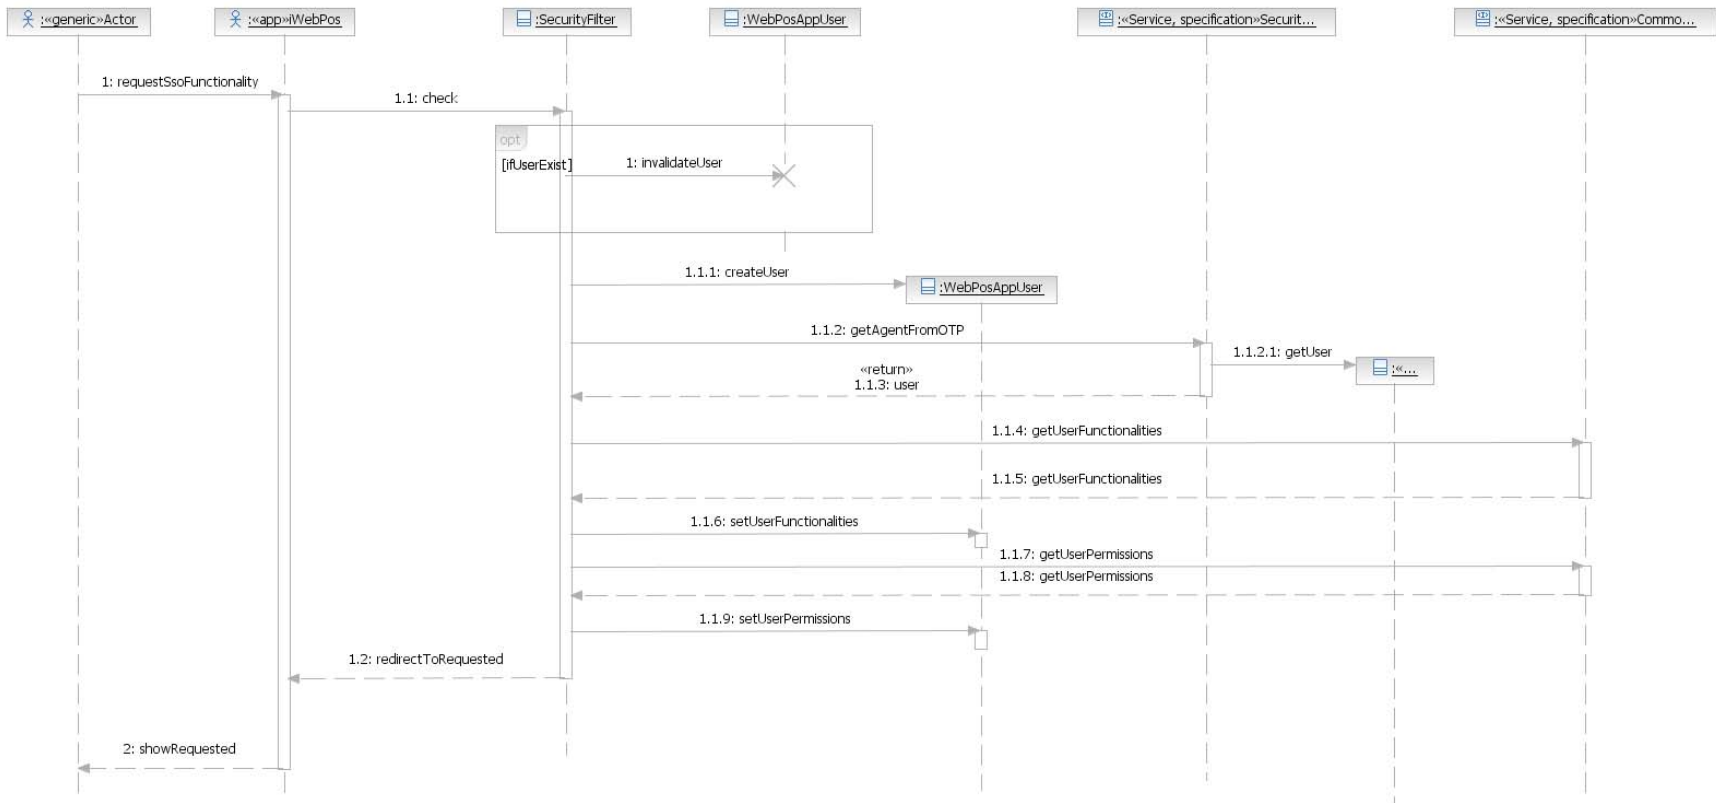 :«generic»Actor
:«app»iWebPos
:SecurityFilter
:WebPosAppUser
:«Service, specification»Securit...
:«Service, specification»Commo...
1: requestSsoFunctionality
1.1: check
opt
[ifUserExist]
1: invalidateUser
1.1.1: createUser
:WebPosAppUser
1.1.2: getAgentFromOTP
1.1.2.1: getUser
:«...
«return»
1.1.3: user
1.1.4: getUserFunctionalities
1.1.5: getUserFunctionalities
1.1.6: setUserFunctionalities
1.1.7: getUserPermissions
1.1.8: getUserPermissions
1.1.9: setUserPermissions
1.2: redirectToRequested
2: showRequested